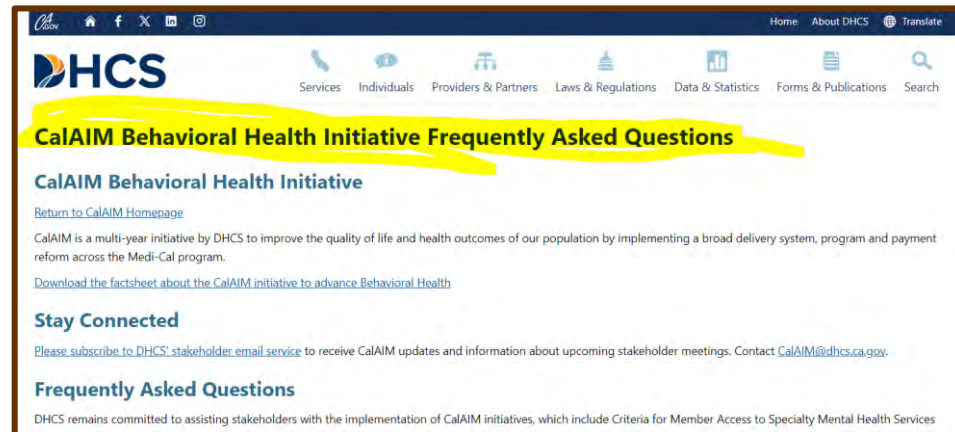 CA.GOV
Home About DHCS Translate
DHCS
Services Individuals Providers & Partners Laws & Regulations Data & Statistics Forms & Publications Search
CalAIM Behavioral Health Initiative Frequently Asked Questions
CalAIM Behavioral Health Initiative
Return to CalAIM Homepage
CalAIM is a multi-year initiative by DHCS to improve the quality of life and health outcomes of our population by implementing a broad delivery system, program and payment
reform across the Medi-Cal program.
Download the factsheet about the CalAIM initiative to advance Behavioral Health
Stay Connected
Please subscribe to DHCS' stakeholder email service to receive CalAIM updates and information about upcoming stakeholder meetings. Contact CalAIM@dhcs.ca.gov.
Frequently Asked Questions
DHCS remains committed to assisting stakeholders with the implementation of CalAIM initiatives, which include Criteria for Member Access to Specialty Mental Health Services